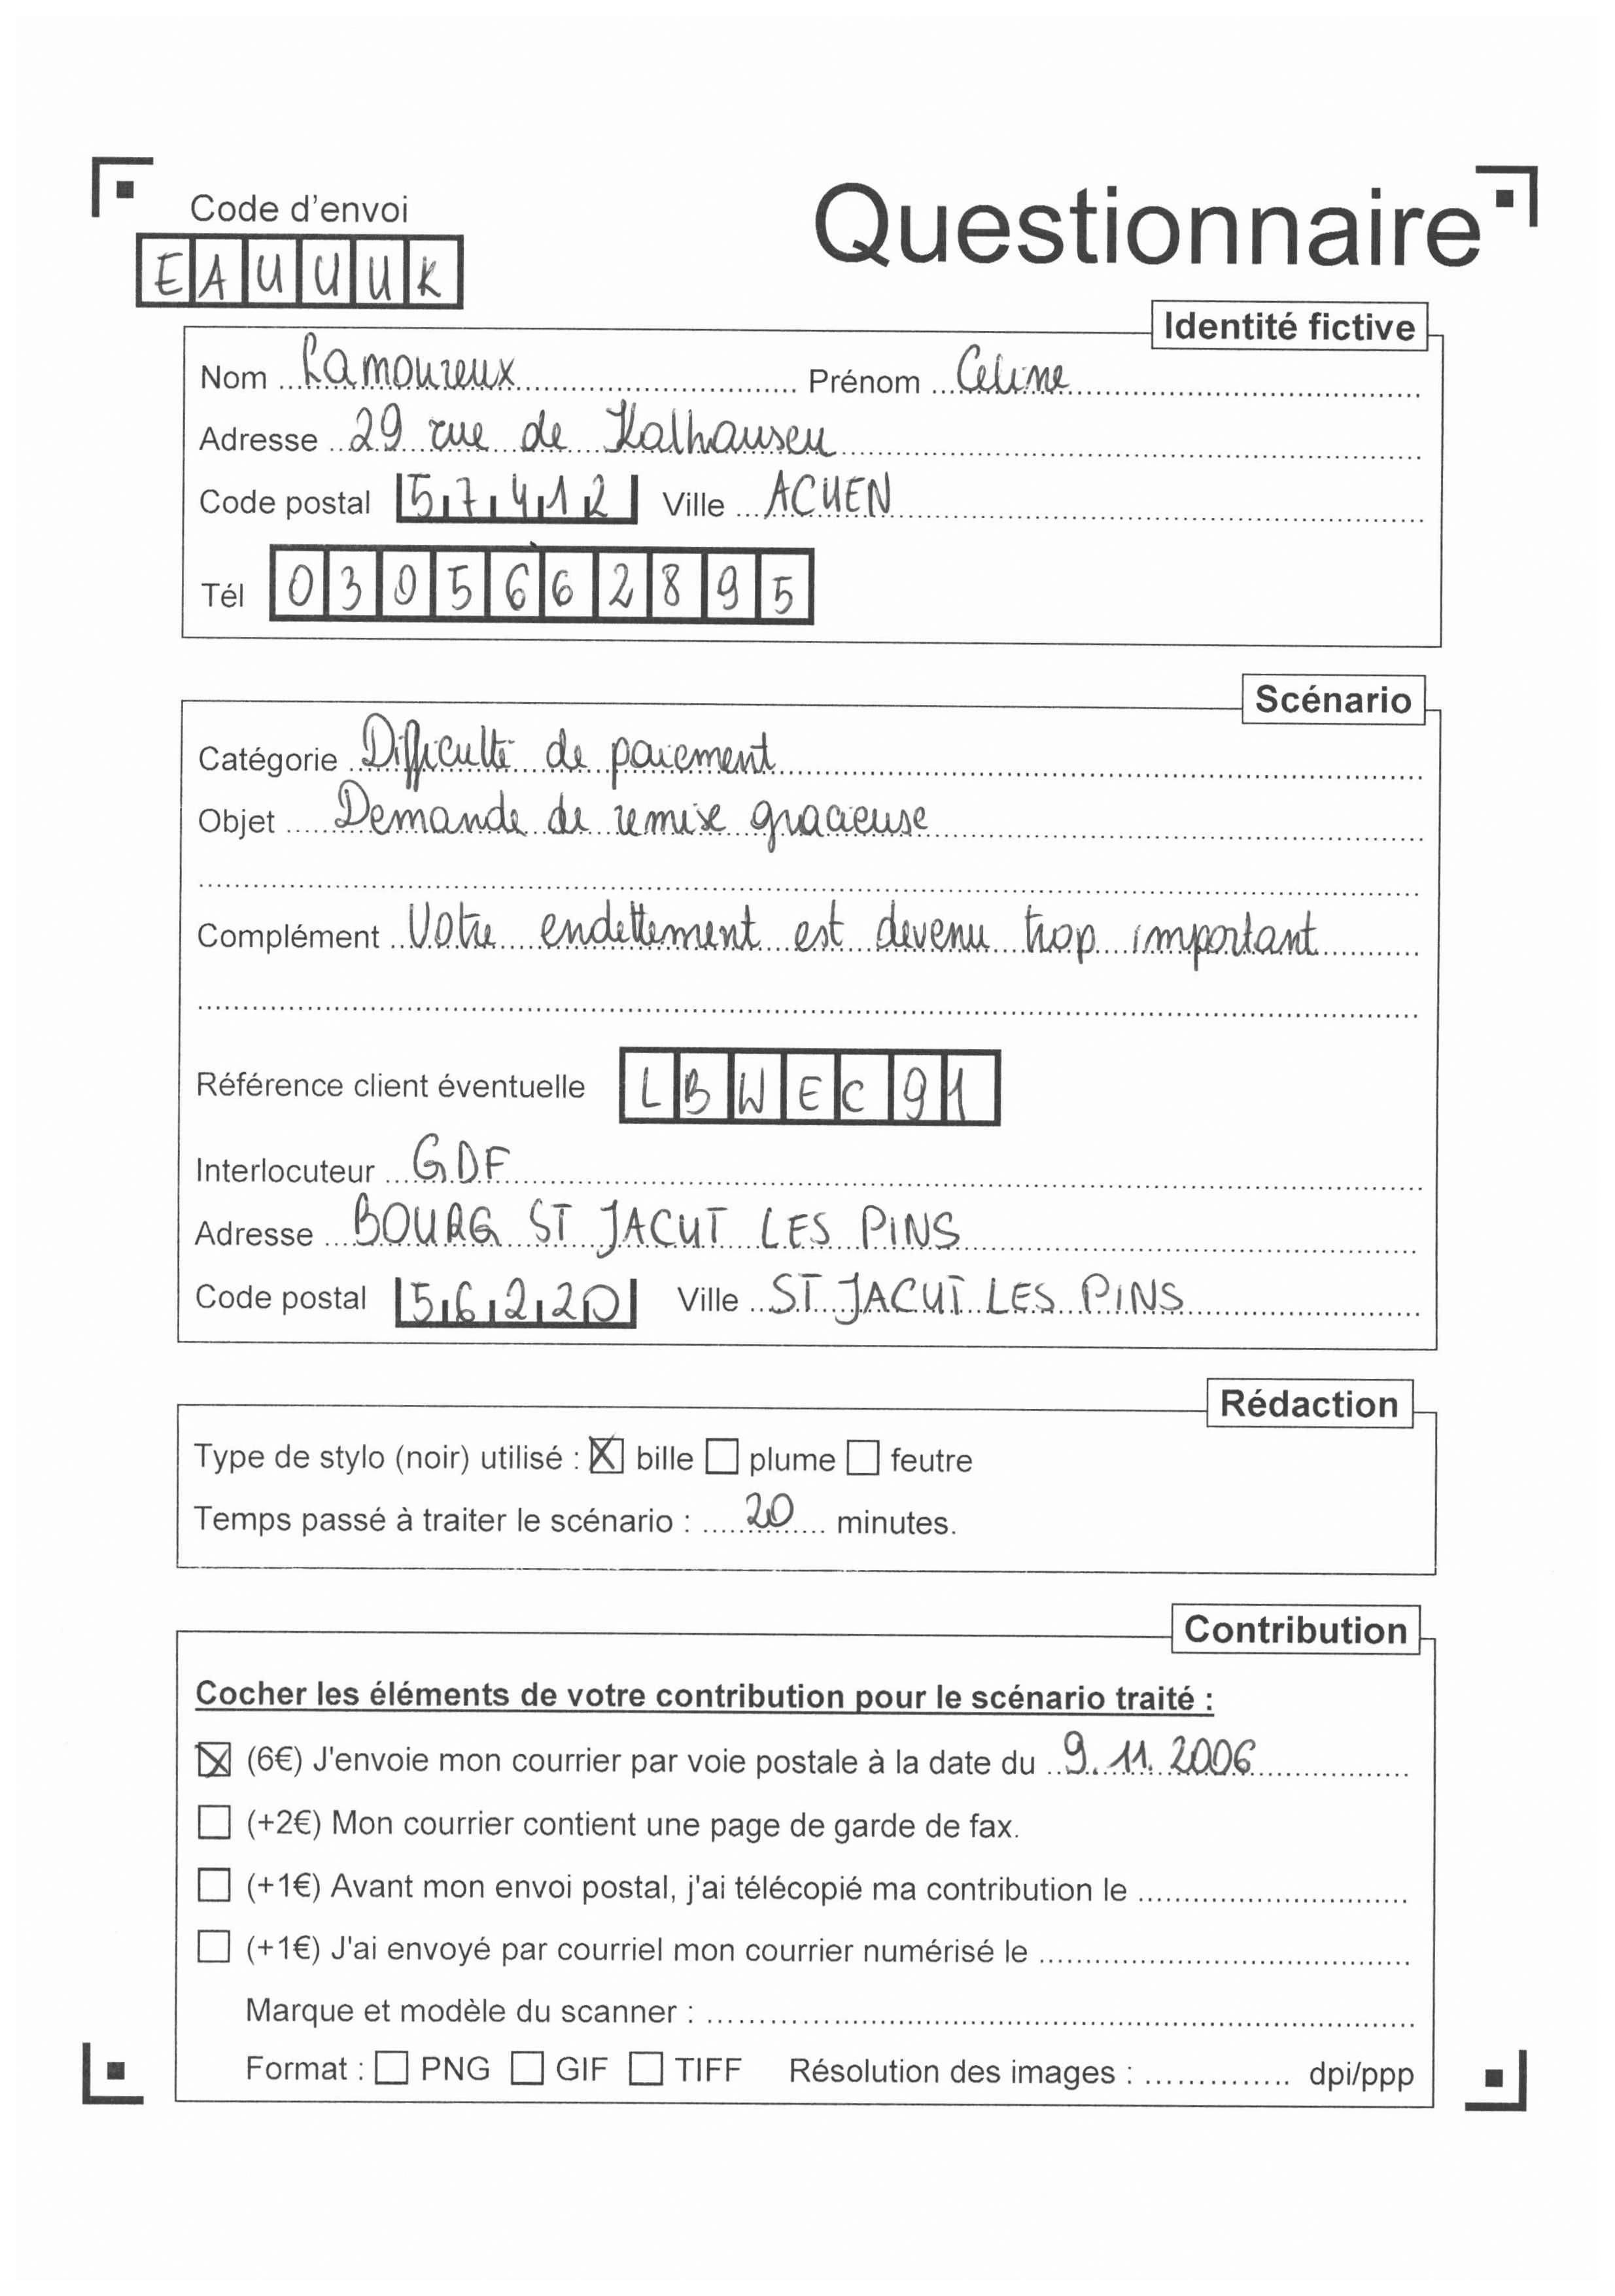 Code d'envoi
Questionnaire
EAUUUK
Identité fictive
Nom Lamoureux Prénom Celine
Adresse 29 rue de Kalhausen
Code postal 57412 Ville ACHEN
Tél 0305662895
Scénario
Catégorie Difficulté de paiement
Objet Demande de remise gracieuse
Complément Votre endettement est devenu trop important
Référence client éventuelle LBWEC91
Interlocuteur GDF
Adresse BOURG ST JACUT LES PINS
Code postal 56220 Ville ST JACUT LES PINS
Rédaction
Type de stylo (noir) utilisé : ☒ bille ☐ plume ☐ feutre
Temps passé à traiter le scénario : 20 minutes.
Contribution
Cocher les éléments de votre contribution pour le scénario traité :
☒ (6€) J'envoie mon courrier par voie postale à la date du 9.11.2006
☐ (+2€) Mon courrier contient une page de garde de fax.
☐ (+1€) Avant mon envoi postal, j'ai télécopié ma contribution le
☐ (+1€) J'ai envoyé par courriel mon courrier numérisé le
Marque et modèle du scanner :
Format : ☐ PNG ☐ GIF ☐ TIFF Résolution des images : dpi/ppp